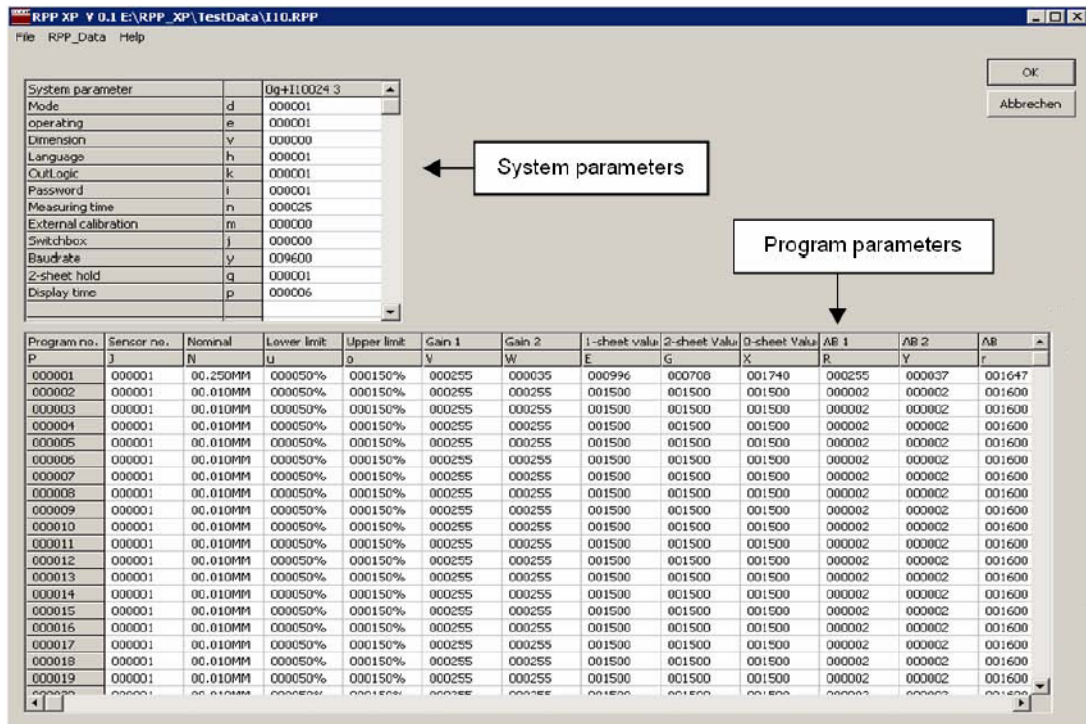 RPP XP V 0.1 E:\RPP_XP\TestData\I10.RPP
File RPP_Data Help
OK
Abbrechen
System parameter 0g+I10024 3
Mode d 000001
operating e 000001
Dimension v 000000
Language h 000001
OutLogic k 000001
Password i 000001
Measuring time n 000025
External calibration m 000000
Switchbox j 000000
Baudrate y 009600
2-sheet hold q 000001
Display time p 000006
System parameters
Program parameters
Program no. Sensor no. Nominal Lower limit Upper limit Gain 1 Gain 2 1-sheet valu 2-sheet Valu 0-sheet Valu AB 1 AB 2 AB
P J N u o V W E G X R Y r
000001 000001 00.250MM 000050% 000150% 000255 000035 000996 000708 001740 000255 000037 001647
000002 000001 00.010MM 000050% 000150% 000255 000255 001500 001500 001500 000002 000002 001600
000003 000001 00.010MM 000050% 000150% 000255 000255 001500 001500 001500 000002 000002 001600
000004 000001 00.010MM 000050% 000150% 000255 000255 001500 001500 001500 000002 000002 001600
000005 000001 00.010MM 000050% 000150% 000255 000255 001500 001500 001500 000002 000002 001600
000006 000001 00.010MM 000050% 000150% 000255 000255 001500 001500 001500 000002 000002 001600
000007 000001 00.010MM 000050% 000150% 000255 000255 001500 001500 001500 000002 000002 001600
000008 000001 00.010MM 000050% 000150% 000255 000255 001500 001500 001500 000002 000002 001600
000009 000001 00.010MM 000050% 000150% 000255 000255 001500 001500 001500 000002 000002 001600
000010 000001 00.010MM 000050% 000150% 000255 000255 001500 001500 001500 000002 000002 001600
000011 000001 00.010MM 000050% 000150% 000255 000255 001500 001500 001500 000002 000002 001600
000012 000001 00.010MM 000050% 000150% 000255 000255 001500 001500 001500 000002 000002 001600
000013 000001 00.010MM 000050% 000150% 000255 000255 001500 001500 001500 000002 000002 001600
000014 000001 00.010MM 000050% 000150% 000255 000255 001500 001500 001500 000002 000002 001600
000015 000001 00.010MM 000050% 000150% 000255 000255 001500 001500 001500 000002 000002 001600
000016 000001 00.010MM 000050% 000150% 000255 000255 001500 001500 001500 000002 000002 001600
000017 000001 00.010MM 000050% 000150% 000255 000255 001500 001500 001500 000002 000002 001600
000018 000001 00.010MM 000050% 000150% 000255 000255 001500 001500 001500 000002 000002 001600
000019 000001 00.010MM 000050% 000150% 000255 000255 001500 001500 001500 000002 000002 001600